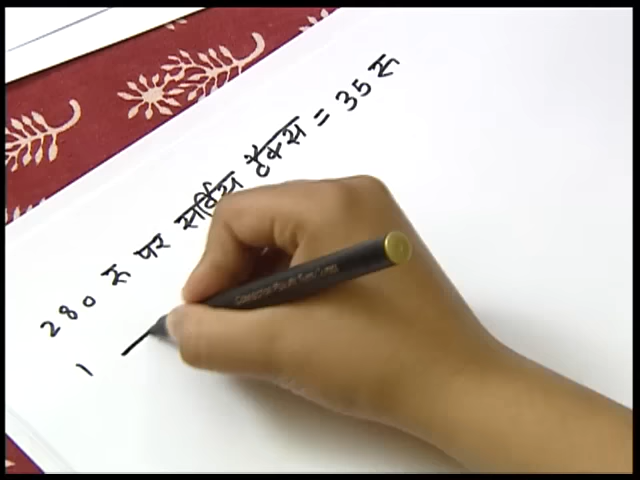 280 रु पर सर्विस टैक्स = 35 रु
1